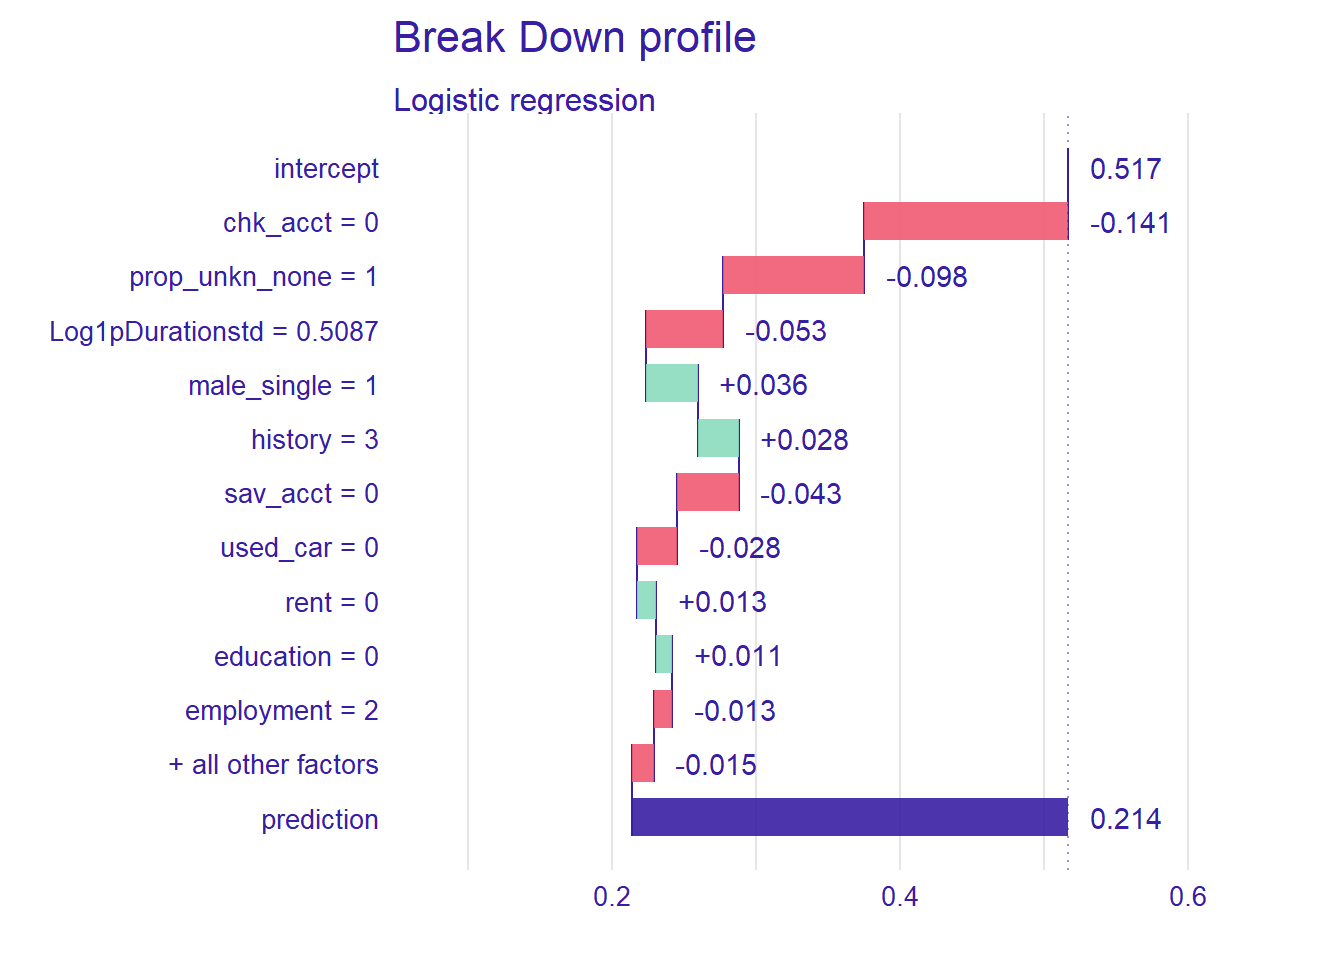 Break Down profile
Logistic regression
intercept 0.517
chk_acct = 0 -0.141
prop_unkn_none = 1 -0.098
Log1pDurationstd = 0.5087 -0.053
male_single = 1 +0.036
history = 3 +0.028
sav_acct = 0 -0.043
used_car = 0 -0.028
rent = 0 +0.013
education = 0 +0.011
employment = 2 -0.013
+ all other factors -0.015
prediction 0.214
0.2 0.4 0.6